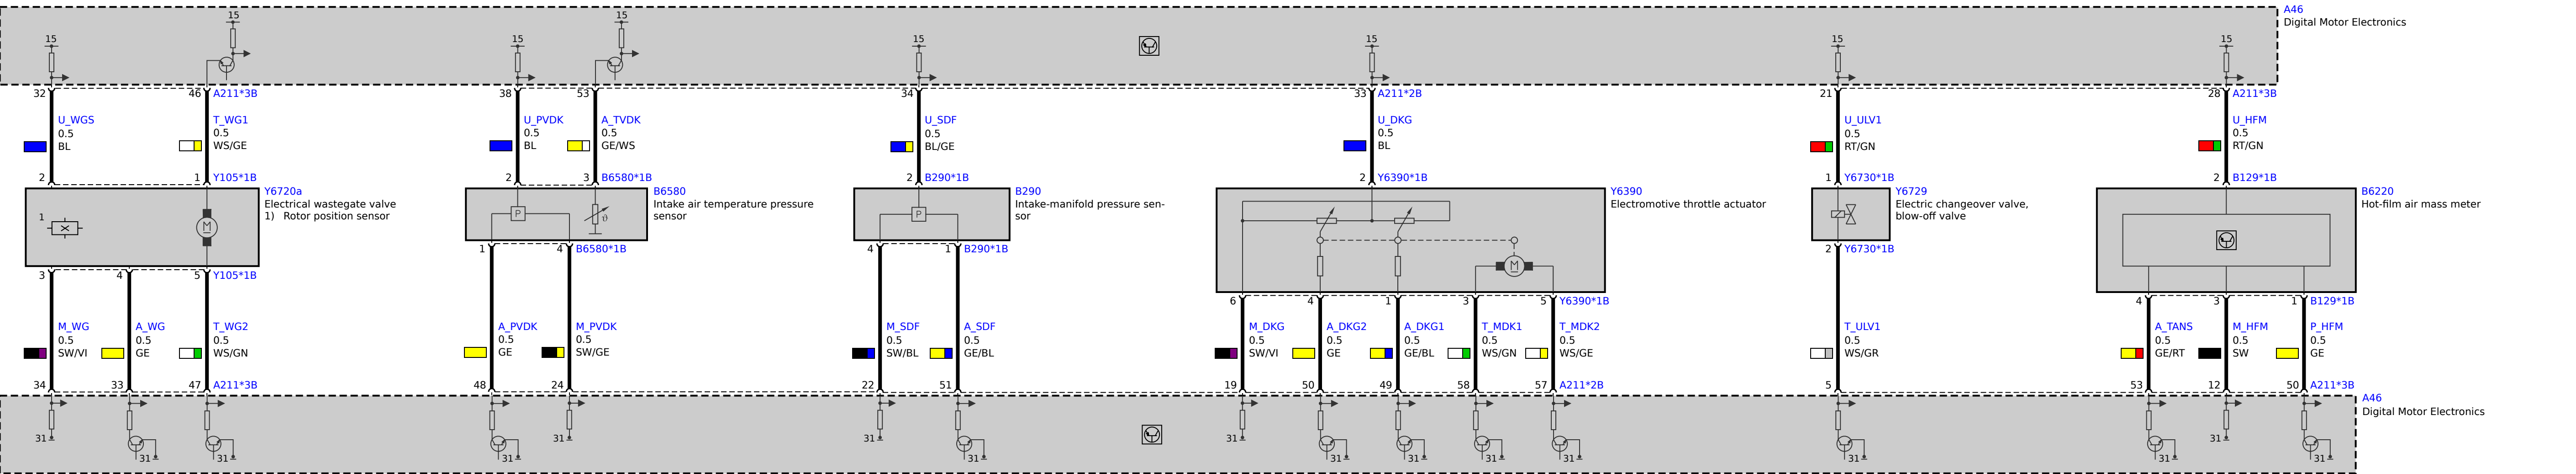 15 15 A46
Digital Motor Electronics
15 15 15 15 15 15
32 46 A211*3B 38 53 34 33 A211*2B 21 28 A211*3B
U_WGS T_WG1 U_PVDK A_TVDK U_SDF U_DKG U_ULV1 U_HFM
0.5 0.5 0.5 0.5 0.5 0.5 0.5 0.5
BL WS/GE BL GE/WS BL/GE BL RT/GN RT/GN
2 1 Y105*1B 2 3 B6580*1B 2 B290*1B 2 Y6390*1B 1 Y6730*1B 2 B129*1B
Y6720a B6580 B290 Y6390 Y6729 B6220
Electrical wastegate valve Intake air temperature pressure Intake-manifold pressure sen- Electromotive throttle actuator Electric changeover valve, Hot-film air mass meter
1) Rotor position sensor sensor sor blow-off valve
1 X M P ϑ P
1 4 B6580*1B 4 1 B290*1B 2 Y6730*1B
M
3 4 5 Y105*1B
6 4 1 3 5 Y6390*1B 4 3 1 B129*1B
M_WG A_WG T_WG2 A_PVDK M_PVDK M_SDF A_SDF M_DKG A_DKG2 A_DKG1 T_MDK1 T_MDK2 T_ULV1 A_TANS M_HFM P_HFM
0.5 0.5 0.5 0.5 0.5 0.5 0.5 0.5 0.5 0.5 0.5 0.5 0.5 0.5 0.5 0.5
SW/VI GE WS/GN GE SW/GE SW/BL GE/BL SW/VI GE GE/BL WS/GN WS/GE WS/GR GE/RT SW GE
34 33 47 A211*3B 48 24 22 51 19 50 49 58 57 A211*2B 5 53 12 50 A211*3B
A46
Digital Motor Electronics
31 31 31 31 31
31 31 31 31 31 31 31 31 31 31 31